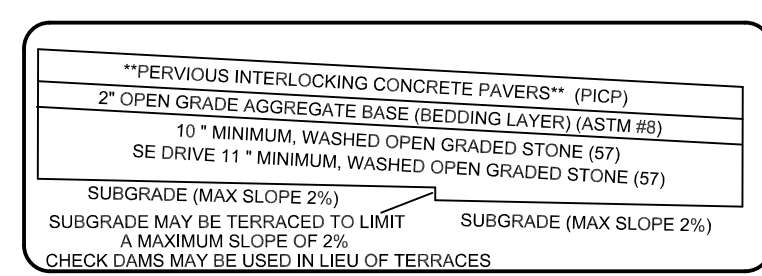 **PERVIOUS INTERLOCKING CONCRETE PAVERS** (PICP)
2" OPEN GRADE AGGREGATE BASE (BEDDING LAYER) (ASTM #8)
10 " MINIMUM, WASHED OPEN GRADED STONE (57)
SE DRIVE 11 " MINIMUM, WASHED OPEN GRADED STONE (57)
SUBGRADE (MAX SLOPE 2%)
SUBGRADE MAY BE TERRACED TO LIMIT
A MAXIMUM SLOPE OF 2%
CHECK DAMS MAY BE USED IN LIEU OF TERRACES
SUBGRADE (MAX SLOPE 2%)